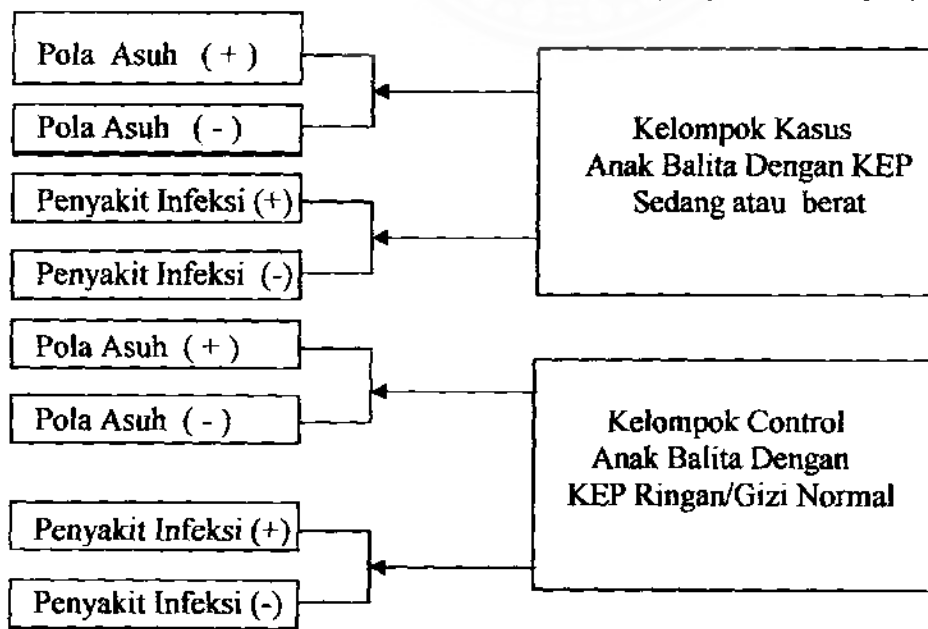 Pola Asuh ( + )
Pola Asuh ( - )
Penyakit Infeksi (+)
Penyakit Infeksi (-)
Kelompok Kasus
Anak Balita Dengan KEP
Sedang atau berat
Pola Asuh ( + )
Pola Asuh ( - )
Penyakit Infeksi (+)
Penyakit Infeksi (-)
Kelompok Control
Anak Balita Dengan
KEP Ringan/Gizi Normal